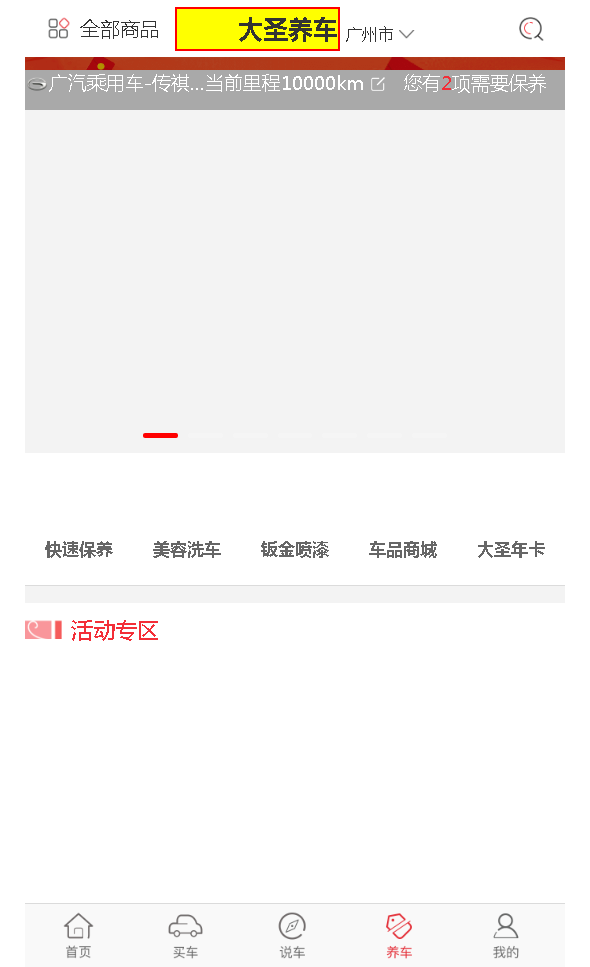 全部商品 大圣养车 广州市
广汽乘用车-传祺...当前里程10000km 您有2项需要保养
快速保养 美容洗车 钣金喷漆 车品商城 大圣年卡
活动专区
首页 买车 说车 养车 我的